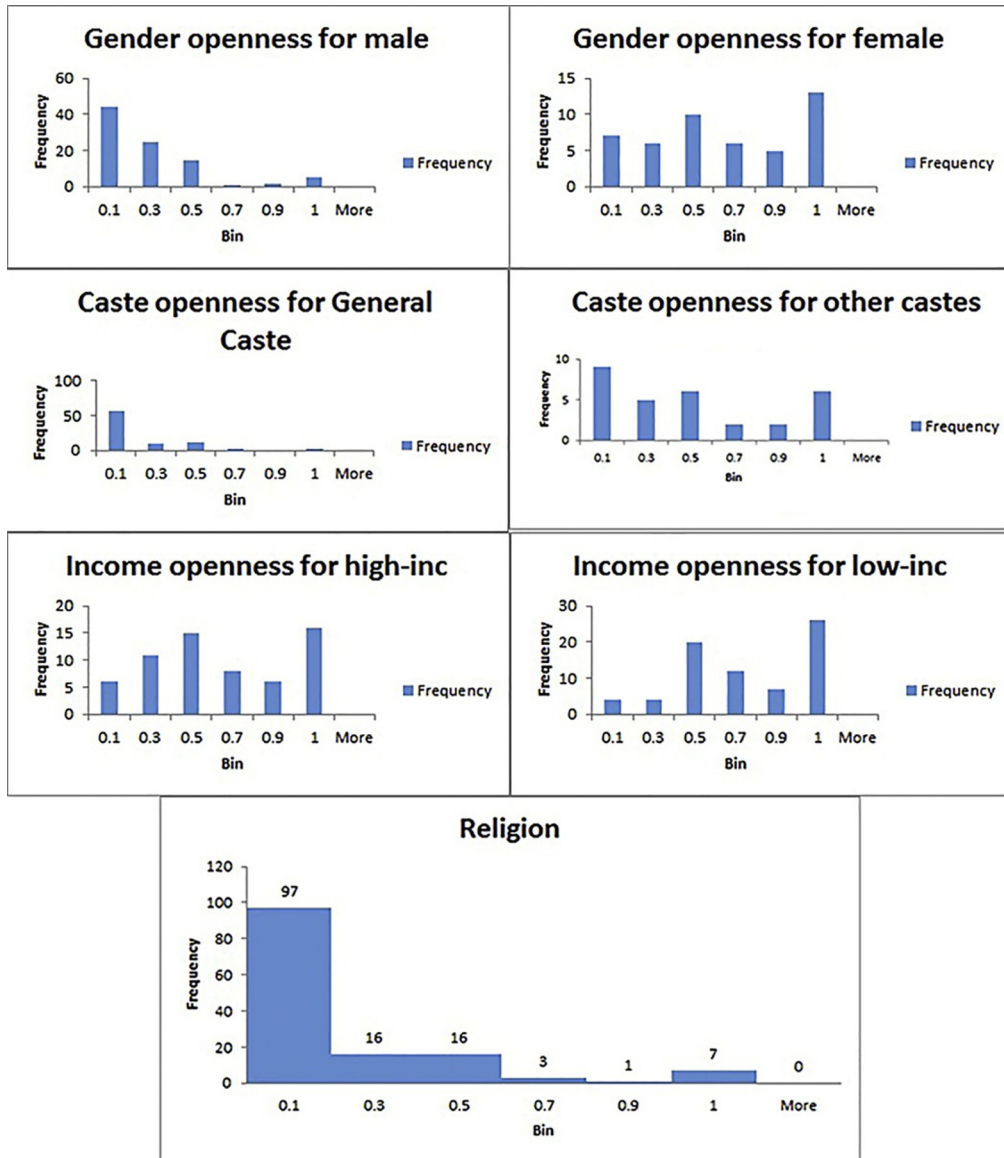 Gender openness for male
60
40
20
0
Frequency
0.1 0.3 0.5 0.7 0.9 1 More
Bin
Frequency
Gender openness for female
15
10
5
0
Frequency
0.1 0.3 0.5 0.7 0.9 1 More
Bin
Frequency
Caste openness for General
Caste
100
50
0
Frequency
0.1 0.3 0.5 0.7 0.9 1 More
Bin
Frequency
Caste openness for other castes
10
5
0
Frequency
0.1 0.3 0.5 0.7 0.9 1 More
Bin
Frequency
Income openness for high-inc
20
15
10
5
0
Frequency
0.1 0.3 0.5 0.7 0.9 1 More
Bin
Frequency
Income openness for low-inc
30
20
10
0
Frequency
0.1 0.3 0.5 0.7 0.9 1 More
Bin
Frequency
Religion
120
100
80
60
40
20
0
Frequency
97 16 16 3 1 7 0
0.1 0.3 0.5 0.7 0.9 1 More
Bin